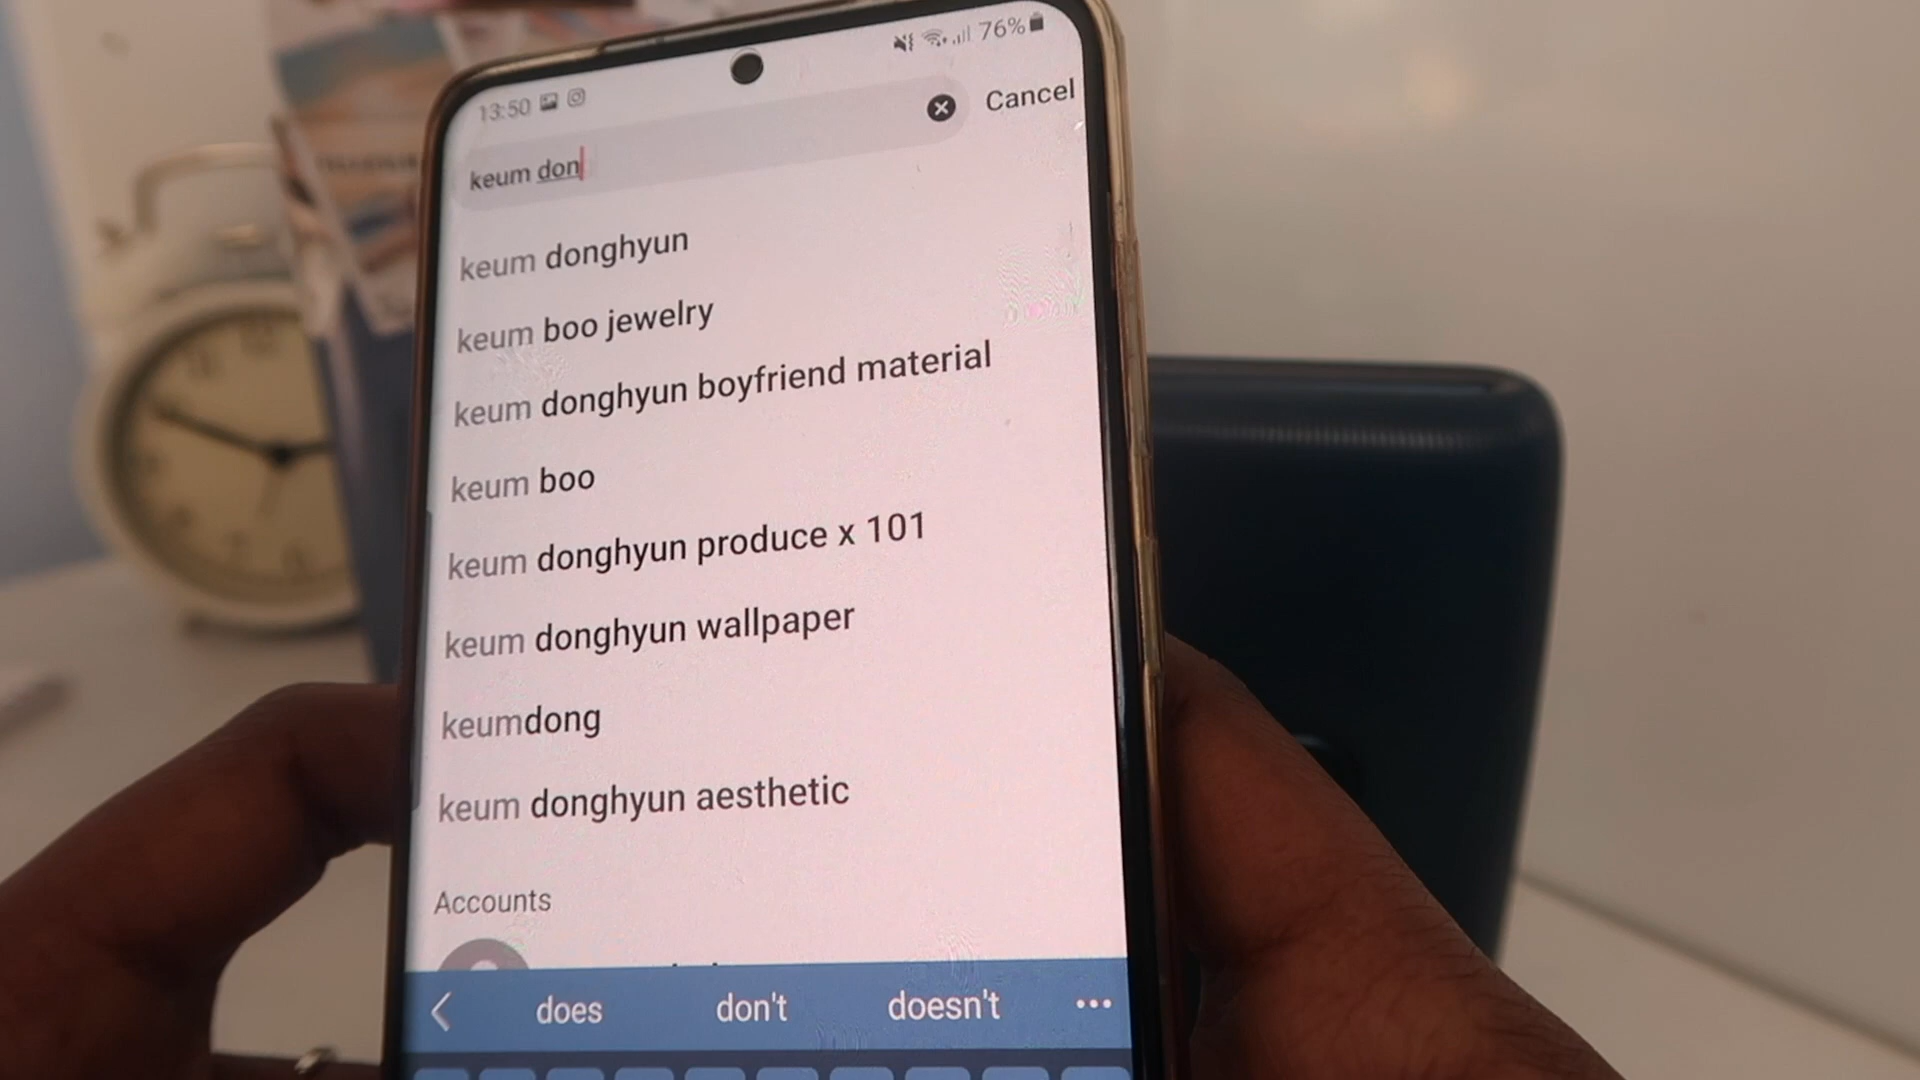 13:50
76%
keum don
Cancel
keum donghyun
keum boo jewelry
keum donghyun boyfriend material
keum boo
keum donghyun produce x 101
keum donghyun wallpaper
keumdong
keum donghyun aesthetic
Accounts
does don't doesn't